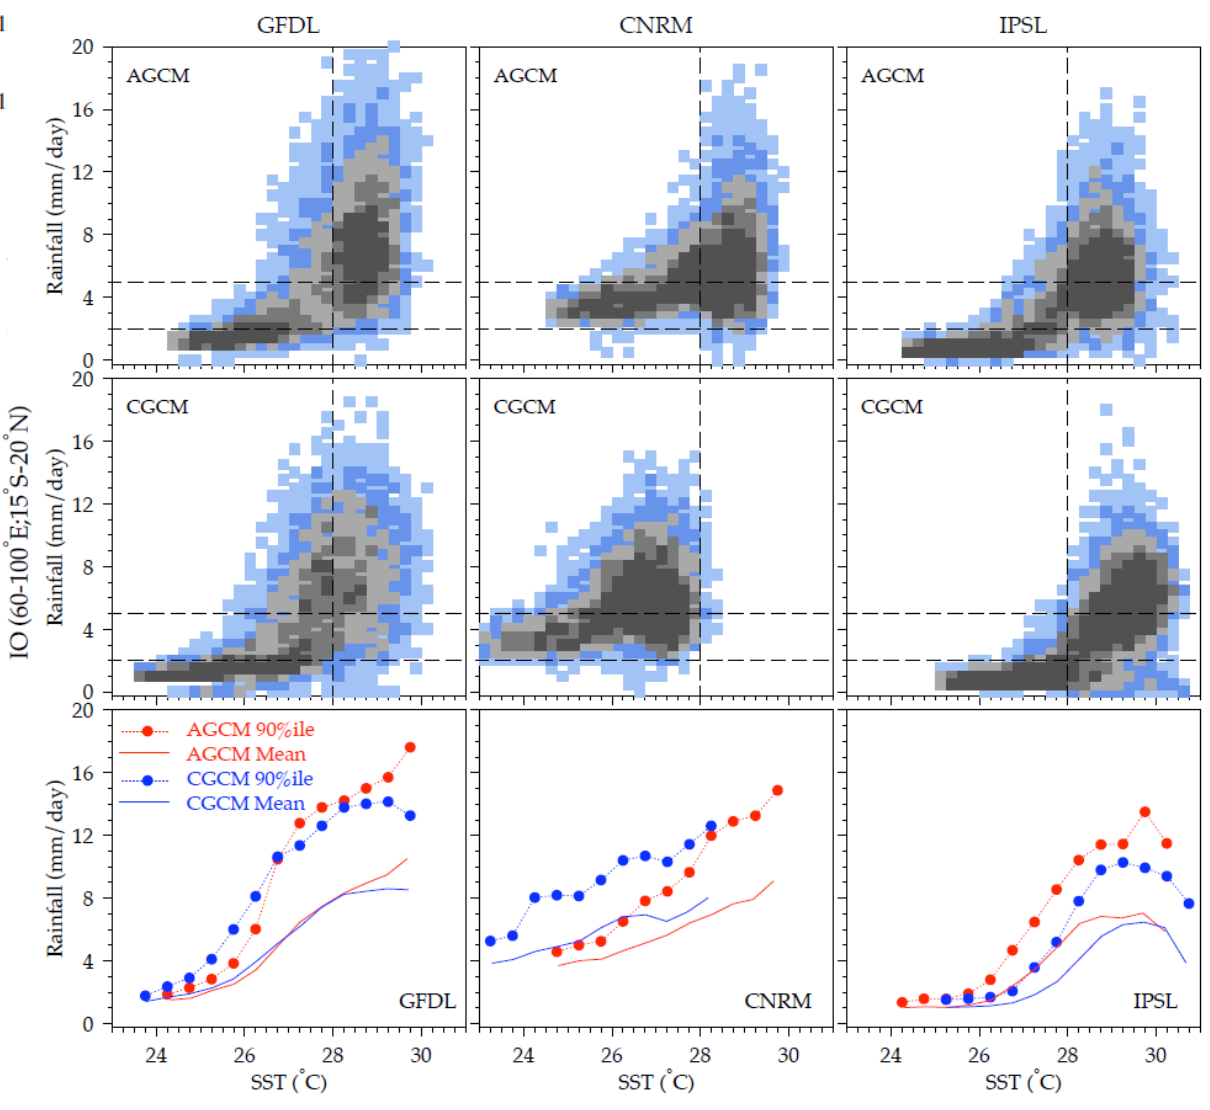 1
1
GFDL CNRM IPSL
AGCM AGCM AGCM
20
16
12
8
4
0
Rainfall (mm/day)
CGCM CGCM CGCM
20
16
12
8
4
0
Rainfall (mm/day)
IO (60-100°E;15°S-20°N)
20
16
12
8
4
0
Rainfall (mm/day)
AGCM 90%ile
AGCM Mean
CGCM 90%ile
CGCM Mean
GFDL CNRM IPSL
24 26 28 30 24 26 28 30 24 26 28 30
SST (°C) SST (°C) SST (°C)